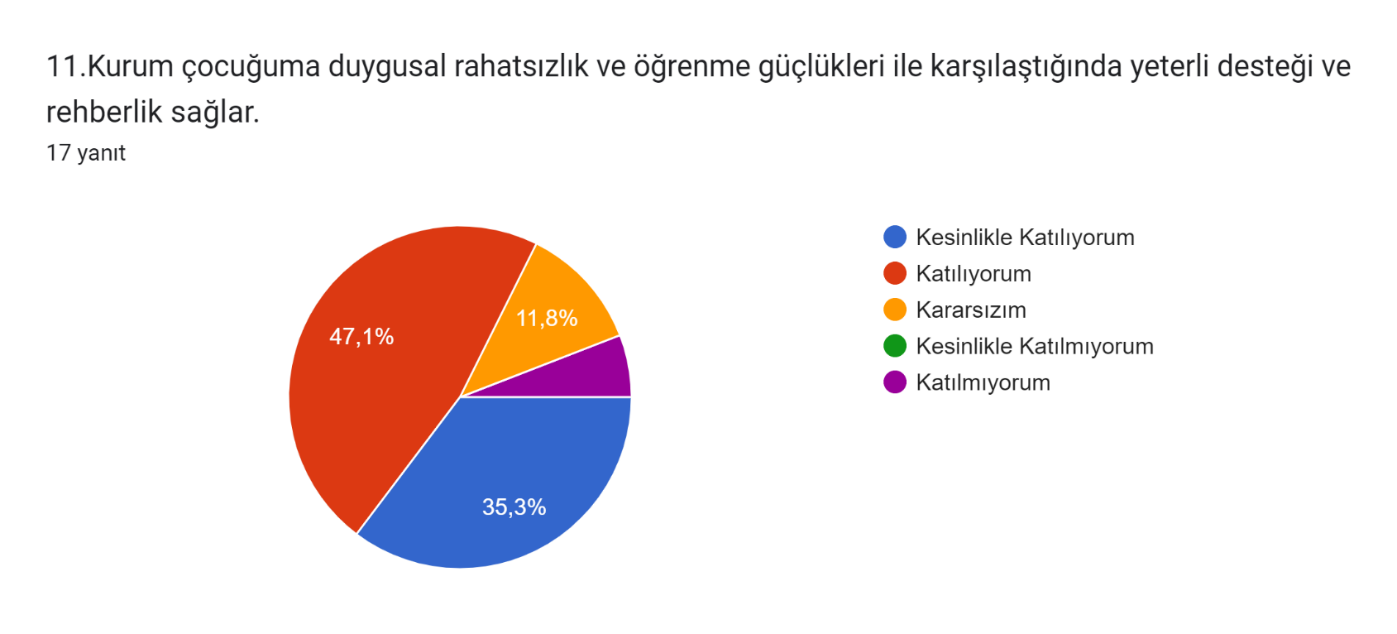 11.Kurum çocuğuma duygusal rahatsızlık ve öğrenme güçlükleri ile karşılaştığında yeterli desteği ve
rehberlik sağlar.
17 yanıt
Kesinlikle Katılıyorum
Katılıyorum
Kararsızım
Kesinlikle Katılmıyorum
Katılmıyorum
11,8%
47,1%
35,3%